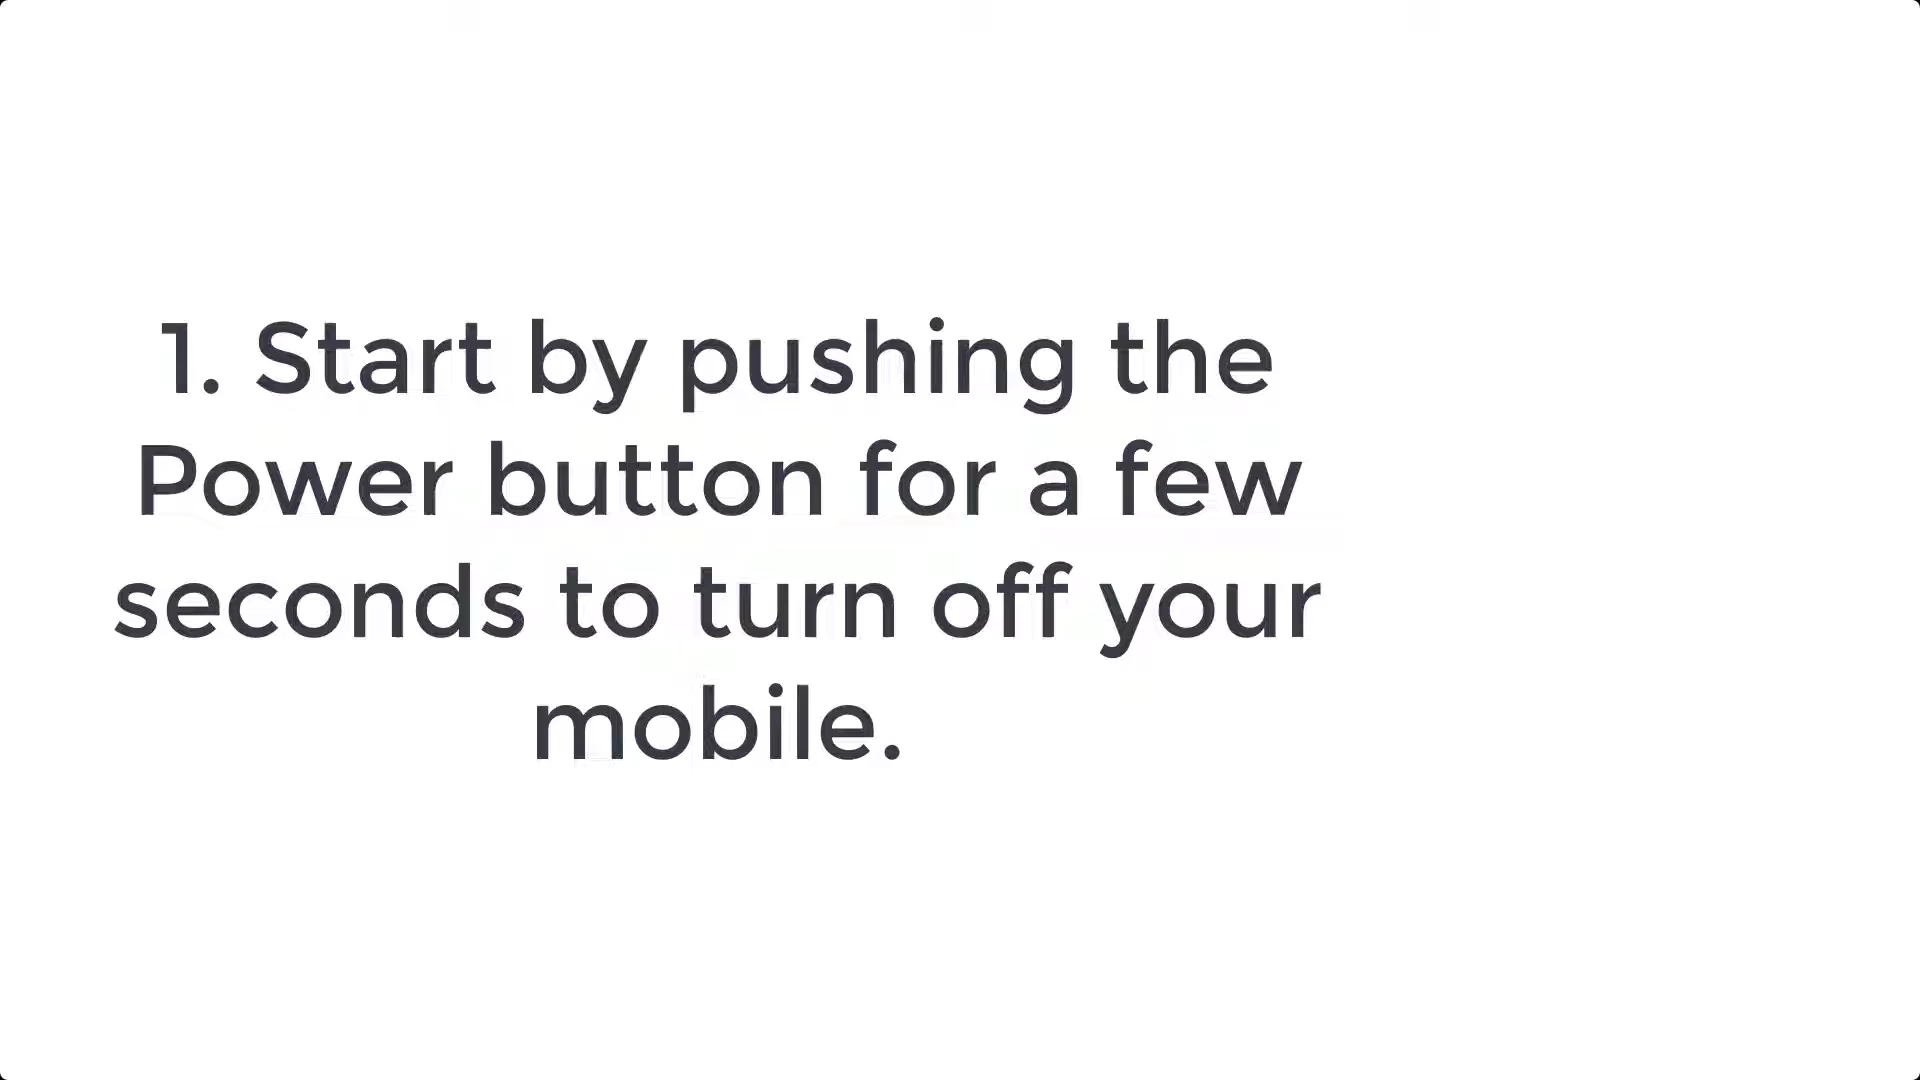 1. Start by pushing the
Power button for a few
seconds to turn off your
mobile.